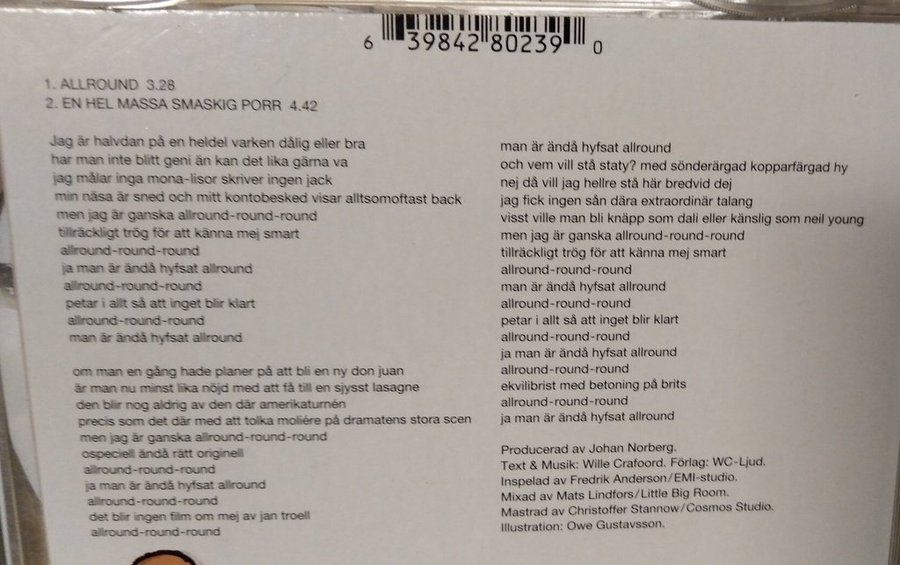 6 39842 80239 0
1. ALLROUND 3.28
2. EN HEL MASSA SMASKIG PORR 4.42
Jag är halvdan på en heldel varken dålig eller bra
har man inte blitt geni än kan det lika gärna va
jag målar inga mona-lisor skriver ingen jack
min näsa är sned och mitt kontobesked visar alltsomoftast back
men jag är ganska allround-round-round
tillräckligt trög för att känna mej smart
allround-round-round
ja man är ändå hyfsat allround
allround-round-round
petar i allt så att inget blir klart
allround-round-round
man är ändå hyfsat allround
om man en gång hade planer på att bli en ny don juan
är man nu minst lika nöjd med att få till en sjysst lasagne
den blir nog aldrig av den där amerikaturnén
precis som det där med att tolka moliére på dramatens stora scen
men jag är ganska allround-round-round
ospeciell ändå rätt originell
allround-round-round
ja man är ändå hyfsat allround
allround-round-round
det blir ingen film om mej av jan troell
allround-round-round
man är ändå hyfsat allround
och vem vill stå staty? med sönderärgad kopparfärgad hy
nej då vill jag hellre stå här bredvid dej
jag fick ingen sån dära extraordinär talang
visst ville man bli knäpp som dali eller känslig som neil young
men jag är ganska allround-round-round
tillräckligt trög för att känna mej smart
allround-round-round
man är ändå hyfsat allround
allround-round-round
petar i allt så att inget blir klart
allround-round-round
ja man är ändå hyfsat allround
allround-round-round
ekvilibrist med betoning på brits
allround-round-round
ja man är ändå hyfsat allround
Producerad av Johan Norberg.
Text & Musik: Wille Crafoord. Förlag: WC-Ljud.
Inspelad av Fredrik Anderson/EMI-studio.
Mixad av Mats Lindfors/Little Big Room.
Mastrad av Christoffer Stannow/Cosmos Studio.
Illustration: Owe Gustavsson.